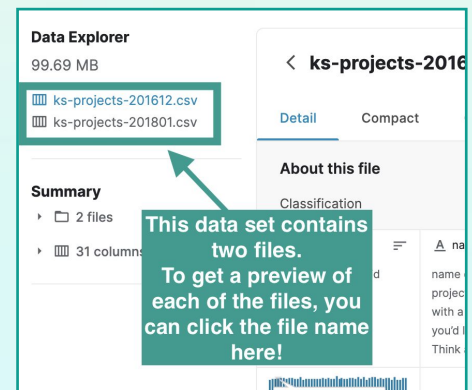 Data Explorer
99.69 MB
ks-projects-201612.csv
ks-projects-201801.csv
Summary
2 files
31 columns
< ks-projects-2016
Detail Compact
About this file
Classification
This data set contains
two files.
To get a preview of
each of the files, you
can click the file name
here!
A na
d
name
projec
with a
you'd l
Think